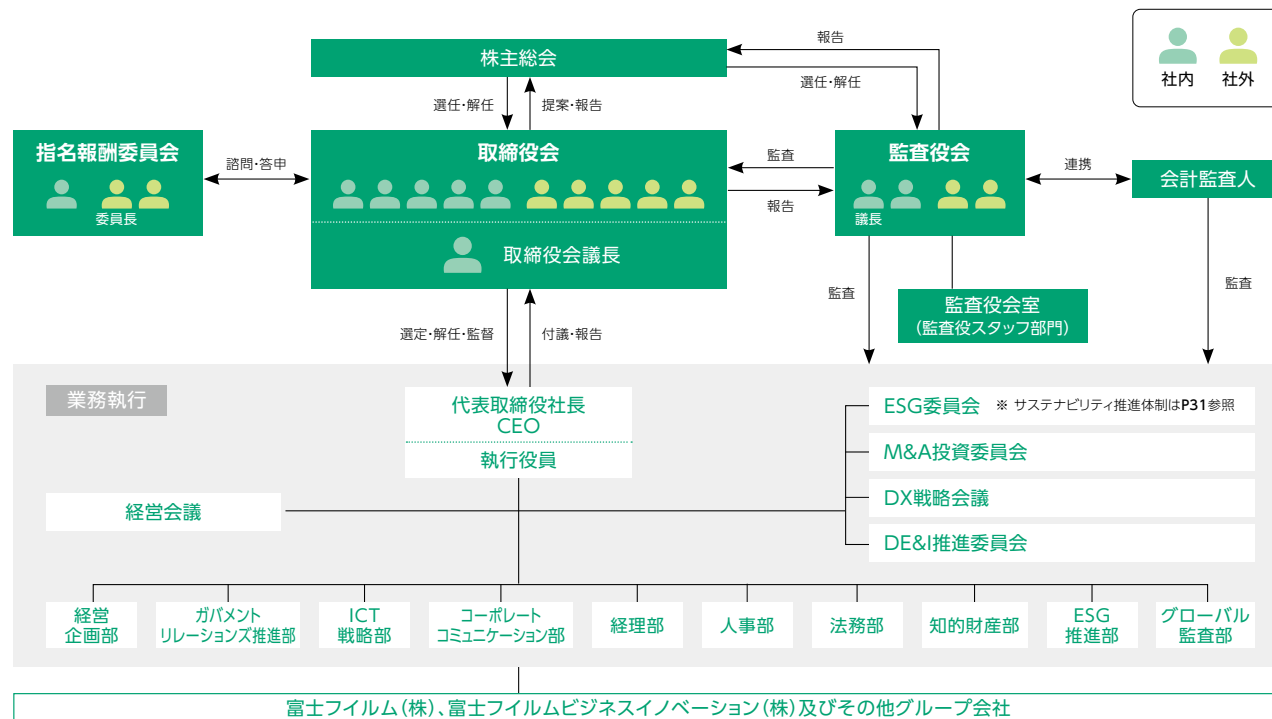 株主総会
報告
選任・解任
社内
社外
選任・解任
提案・報告
指名報酬委員会
委員長
諮問・答申
取締役会
取締役会議長
監査
報告
監査役会
議長
連携
会計監査人
監査
監査役会室
（監査役スタッフ部門）
監査
選定・解任・監督
付議・報告
業務執行
代表取締役社長
CEO
執行役員
経営会議
ESG委員会 ※ サステナビリティ推進体制はP31参照
M&A投資委員会
DX戦略会議
DE&I推進委員会
経営
企画部
ガバメント
リレーションズ推進部
ICT
戦略部
コーポレート
コミュニケーション部
経理部
人事部
法務部
知的財産部
ESG
推進部
グローバル
監査部
富士フイルム（株）、富士フイルムビジネスイノベーション（株）及びその他グループ会社